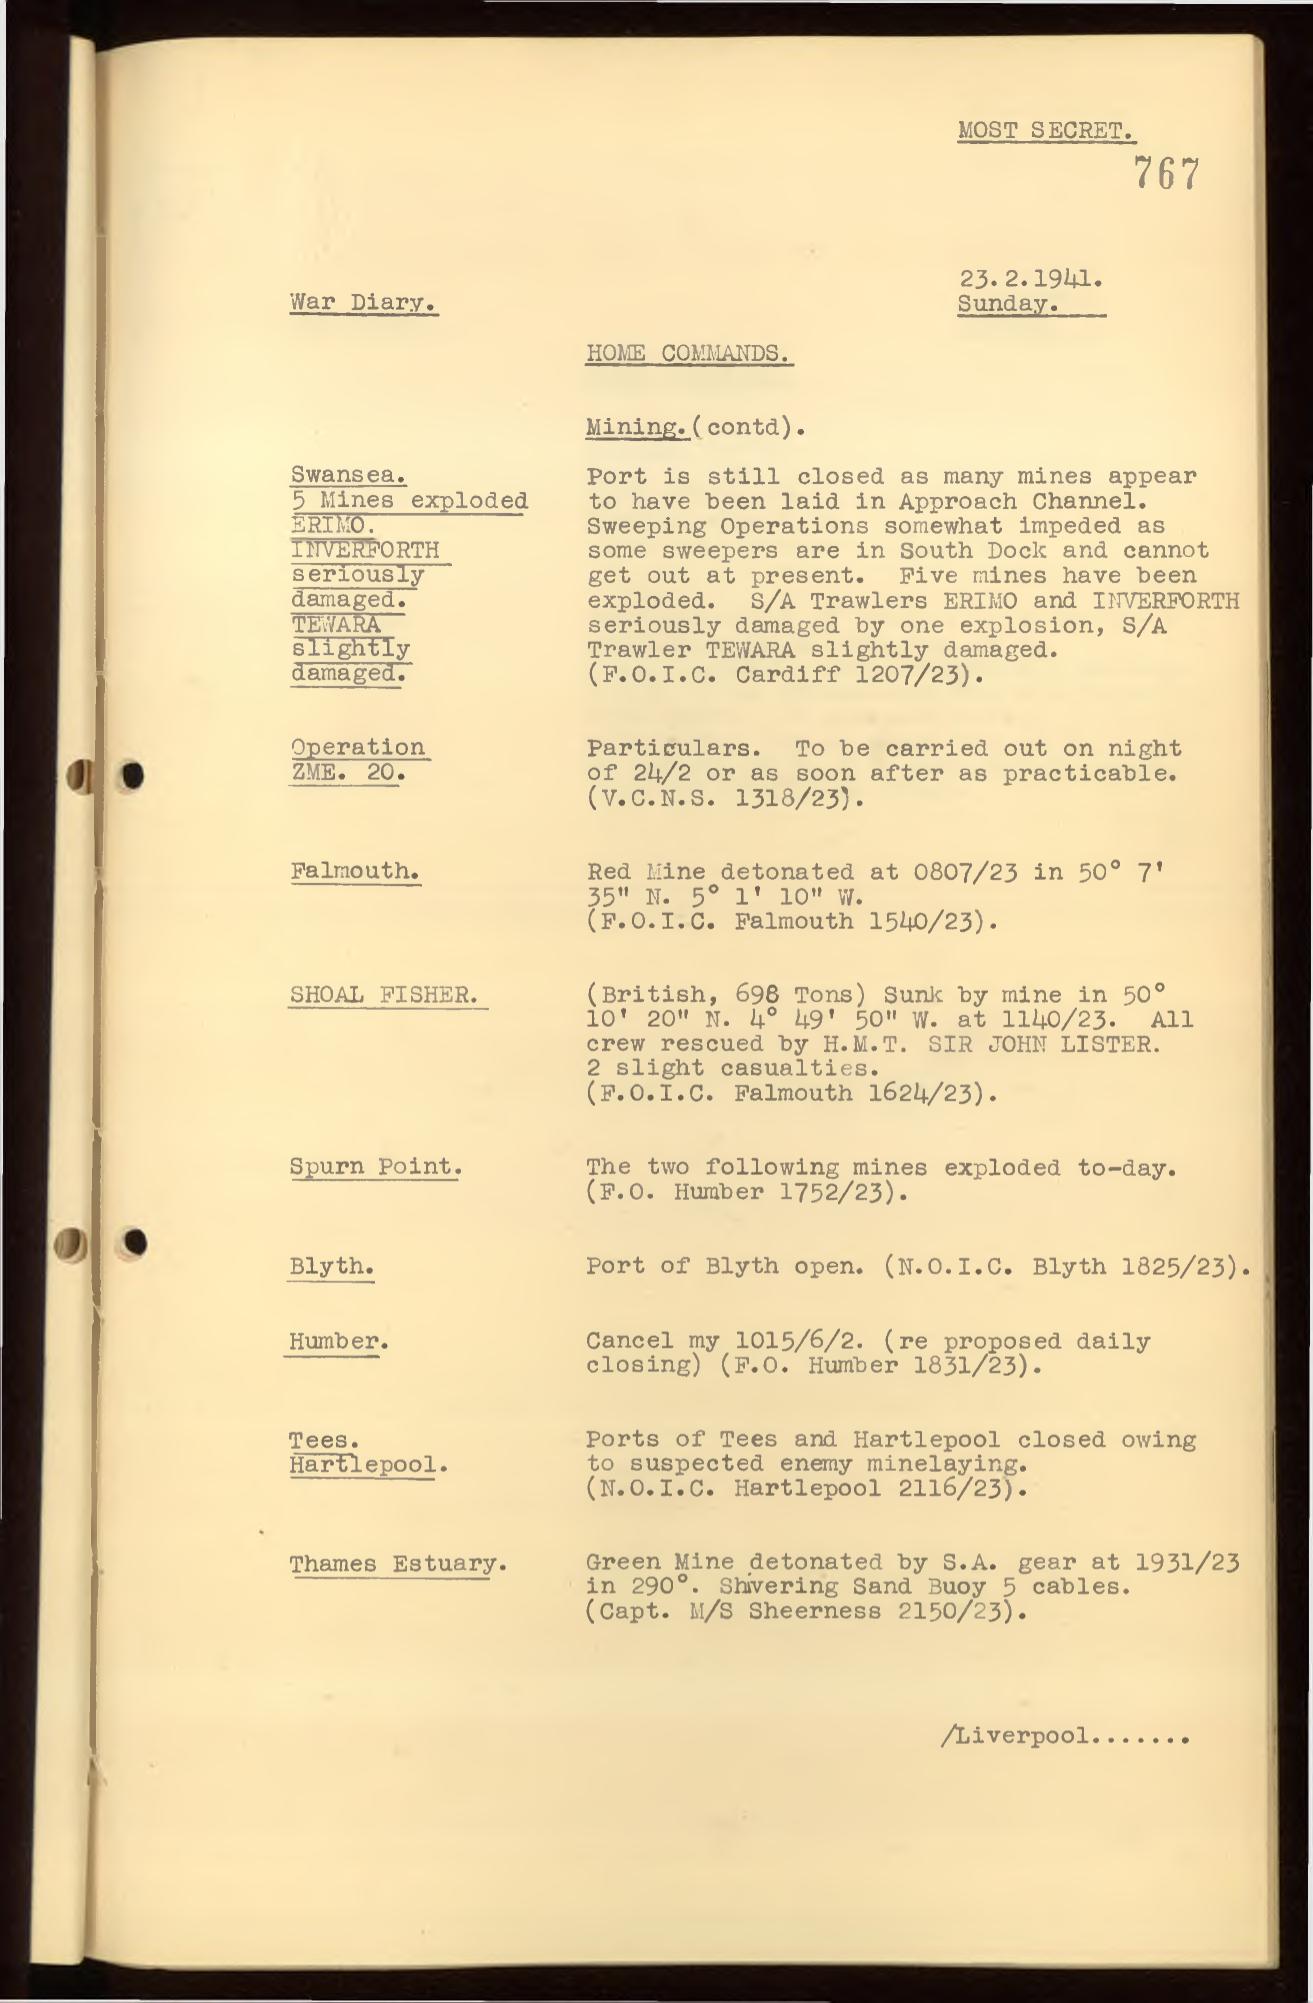 MOST SECRET.
767
23.2.1941.
War Diary.
Sunday.
HOME COMMANDS.
Mining.(contd).
Swansea.
5 Mines exploded
ERIMO.
INVERFORTH
seriously
damaged.
TEWARA
slightly
damaged.
Port is still closed as many mines appear
to have been laid in Approach Channel.
Sweeping Operations somewhat impeded as
some sweepers are in South Dock and cannot
get out at present. Five mines have been
exploded. S/A Trawlers ERIMO and INVERFORTH
seriously damaged by one explosion, S/A
Trawler TEWARA slightly damaged.
(F.O.I.C. Cardiff 1207/23).
Operation
ZME. 20.
Particulars. To be carried out on night
of 24/2 or as soon after as practicable.
(V.C.N.S. 1318/23).
Falmouth.
Red Mine detonated at 0807/23 in 50° 7'
35" N. 5° 1' 10" W.
(F.O.I.C. Falmouth 1540/23).
SHOAL FISHER.
(British, 698 Tons) Sunk by mine in 50°
10' 20" N. 4° 49' 50" W. at 1140/23. All
crew rescued by H.M.T. SIR JOHN LISTER.
2 slight casualties.
(F.O.I.C. Falmouth 1624/23).
Spurn Point.
The two following mines exploded to-day.
(F.O. Humber 1752/23).
Blyth.
Port of Blyth open. (N.O.I.C. Blyth 1825/23).
Humber.
Cancel my 1015/6/2. (re proposed daily
closing) (F.O. Humber 1831/23).
Tees.
Hartlepool.
Ports of Tees and Hartlepool closed owing
to suspected enemy minelaying.
(N.O.I.C. Hartlepool 2116/23).
Thames Estuary.
Green Mine detonated by S.A. gear at 1931/23
in 290°. Shivering Sand Buoy 5 cables.
(Capt. M/S Sheerness 2150/23).
/Liverpool.......